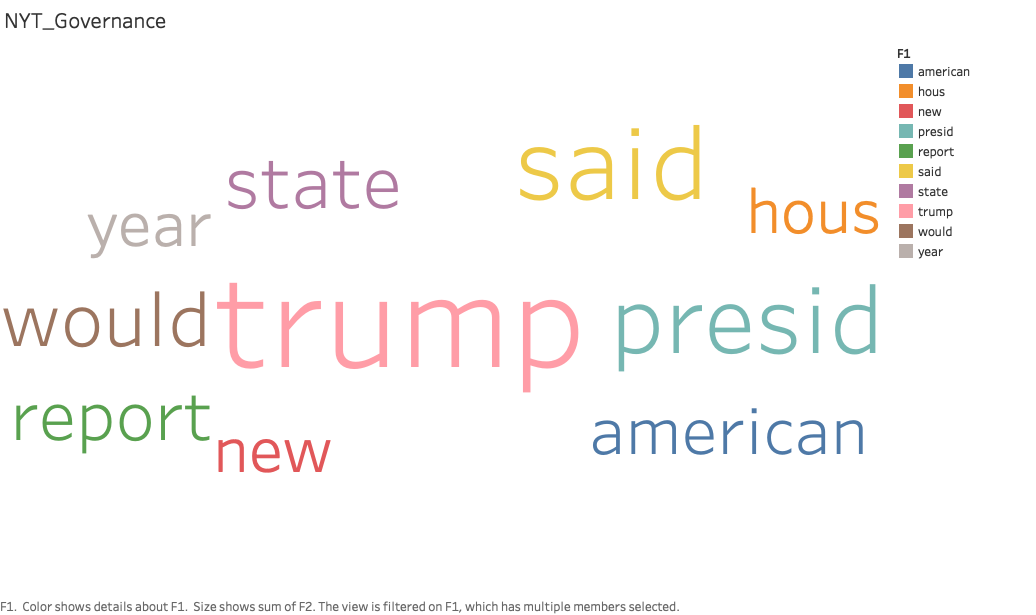 NYT_Governance
F1
american
hous
new
presid
report
said
state
trump
would
year
said
state
hous
year
trump
presid
would
report
american
new
F1.  Color shows details about F1.  Size shows sum of F2. The view is filtered on F1, which has multiple members selected.